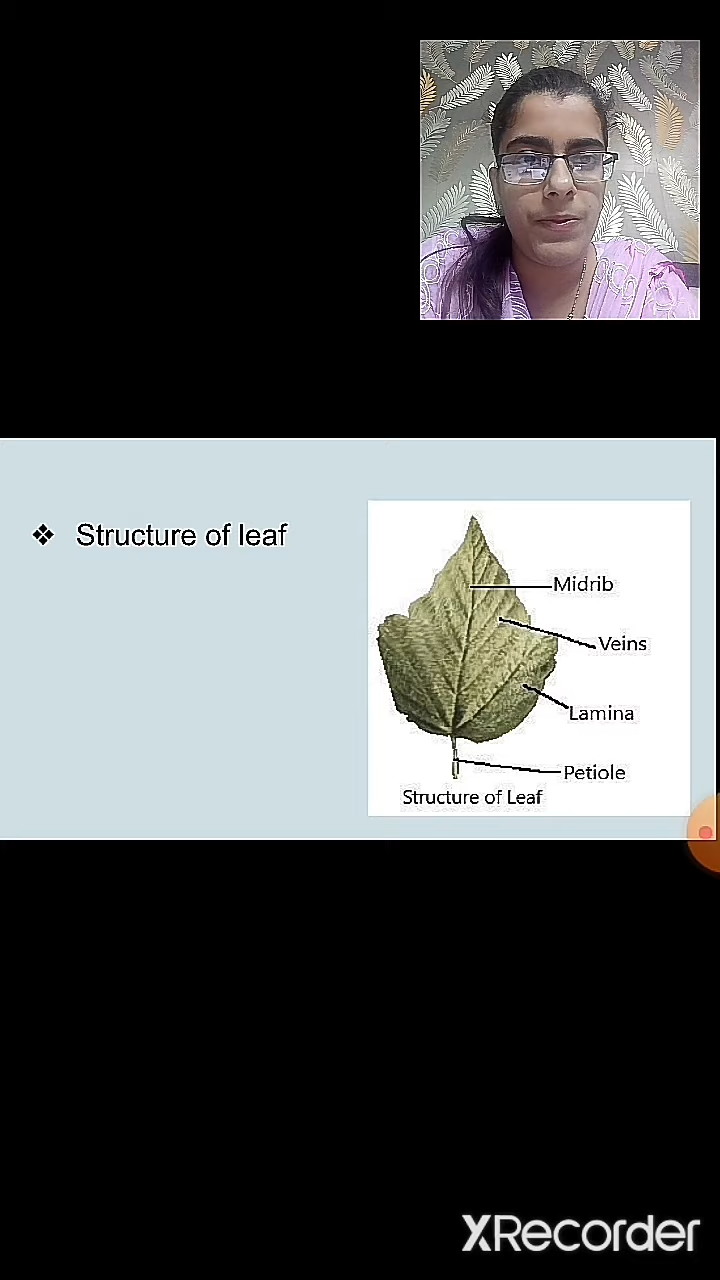 ❖ Structure of leaf
Midrib
Veins
Lamina
Petiole
Structure of Leaf
XRecorder